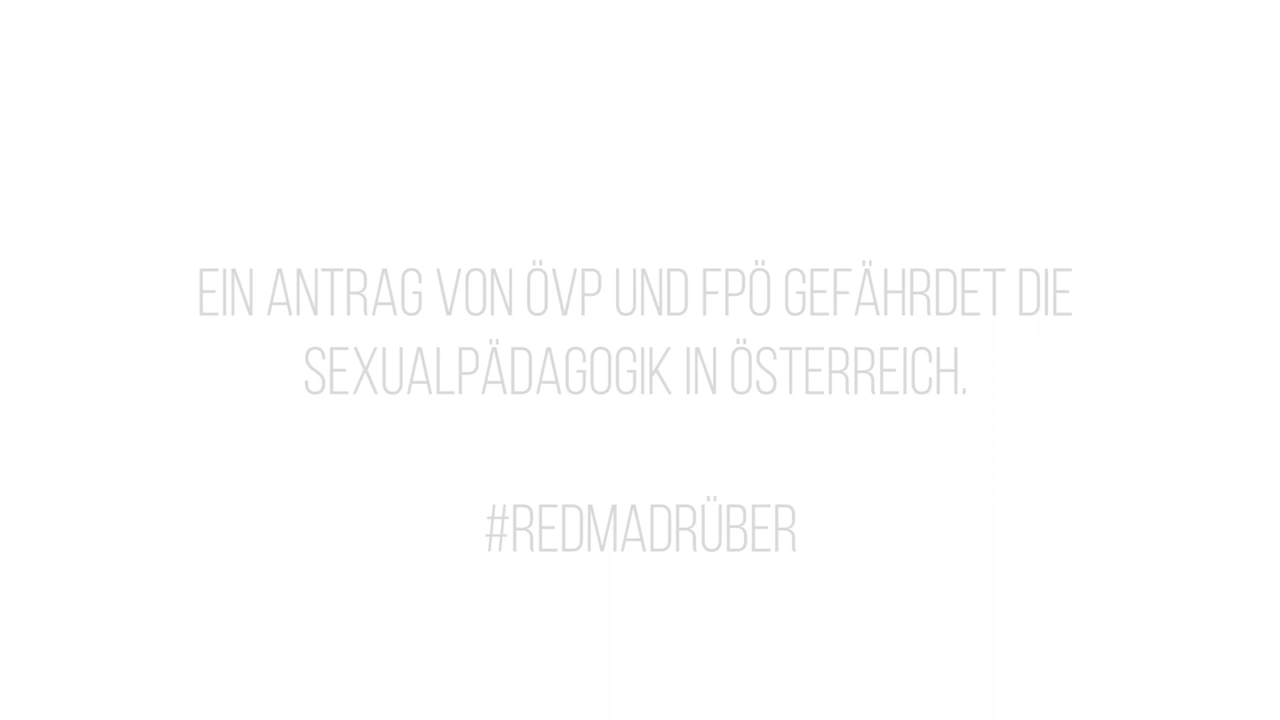 EIN ANTRAG VON ÖVP UND FPÖ GEFÄHRDET DIE
SEXUALPÄDAGOGIK IN ÖSTERREICH.
#REDMADRÜBER